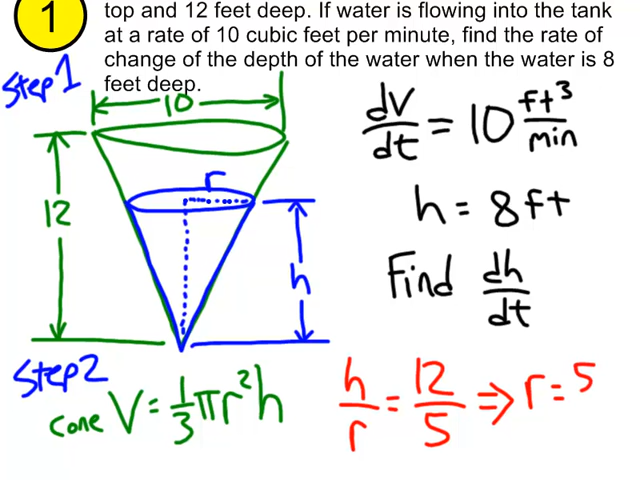 1
top and 12 feet deep. If water is flowing into the tank
at a rate of 10 cubic feet per minute, find the rate of
change of the depth of the water when the water is 8
feet deep.
Step 1
10
dV/dt = 10 ft³/min
r
12
h = 8 ft
h
Find dh/dt
Step 2
Cone V = 1/3 πr²h
h/r = 12/5 ⇒ r = 5